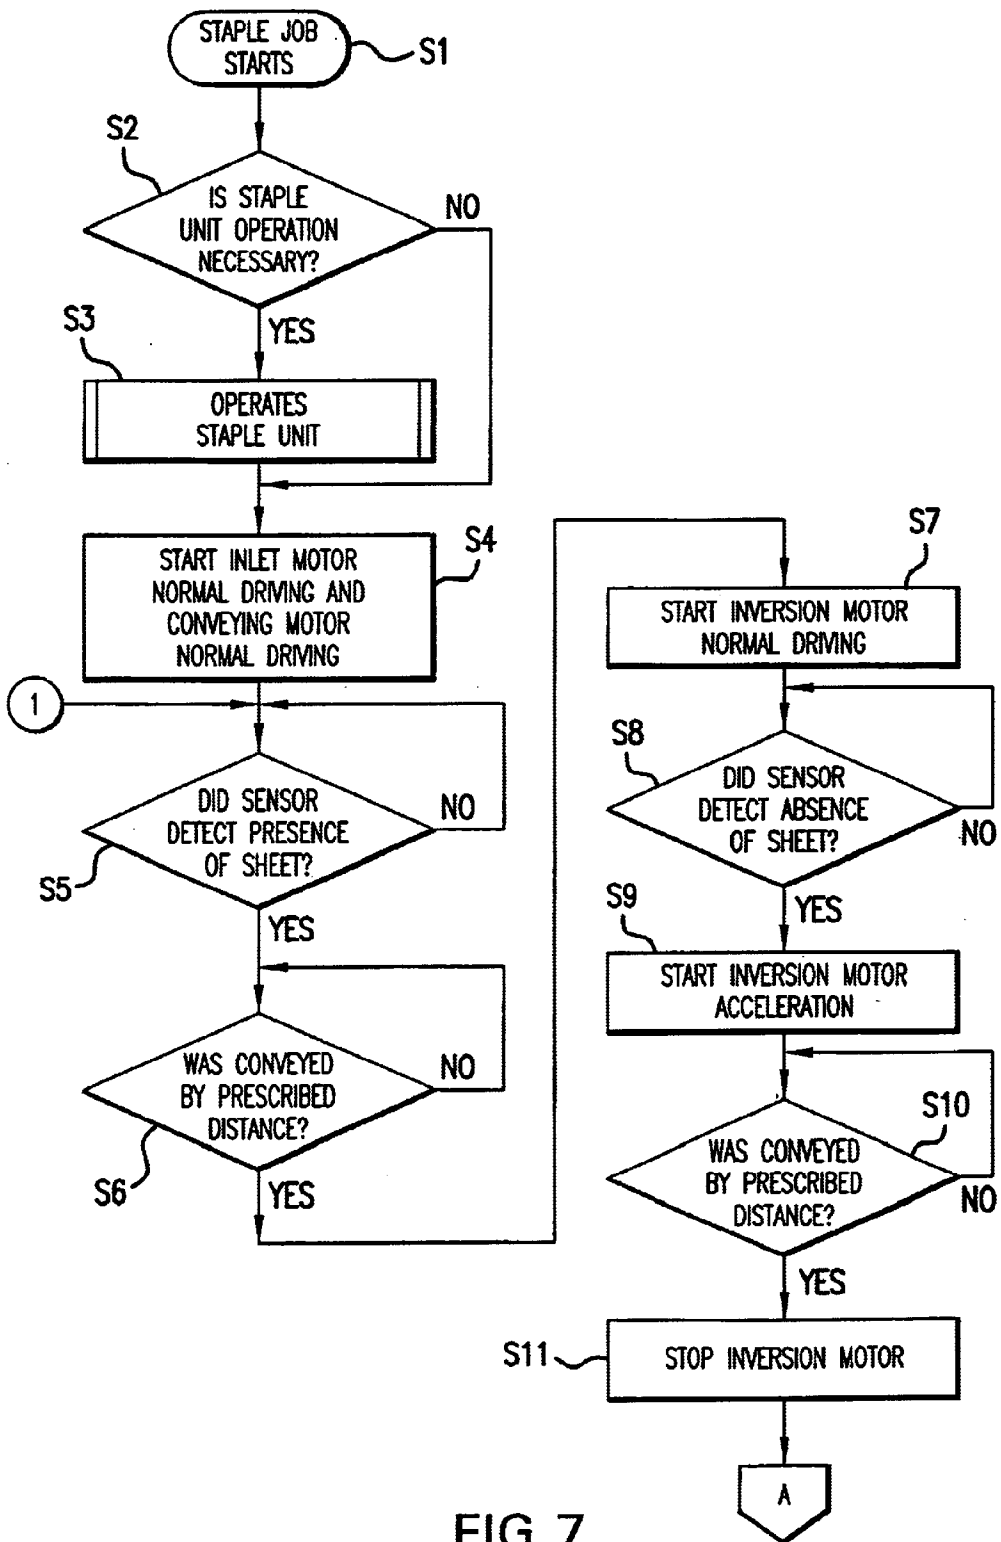 STAPLE JOB
STARTS
S1
S2
IS STAPLE
UNIT OPERATION
NECESSARY?
NO
YES
S3
OPERATES
STAPLE UNIT
S4
START INLET MOTOR
NORMAL DRIVING AND
CONVEYING MOTOR
NORMAL DRIVING
1
DID SENSOR
DETECT PRESENCE
OF SHEET?
NO
S5
YES
WAS CONVEYED
BY PRESCRIBED
DISTANCE?
NO
S6
YES
S7
START INVERSION MOTOR
NORMAL DRIVING
S8
DID SENSOR
DETECT ABSENCE
OF SHEET?
NO
YES
S9
START INVERSION MOTOR
ACCELERATION
S10
WAS CONVEYED
BY PRESCRIBED
DISTANCE?
NO
YES
S11
STOP INVERSION MOTOR
A
FIG. 7